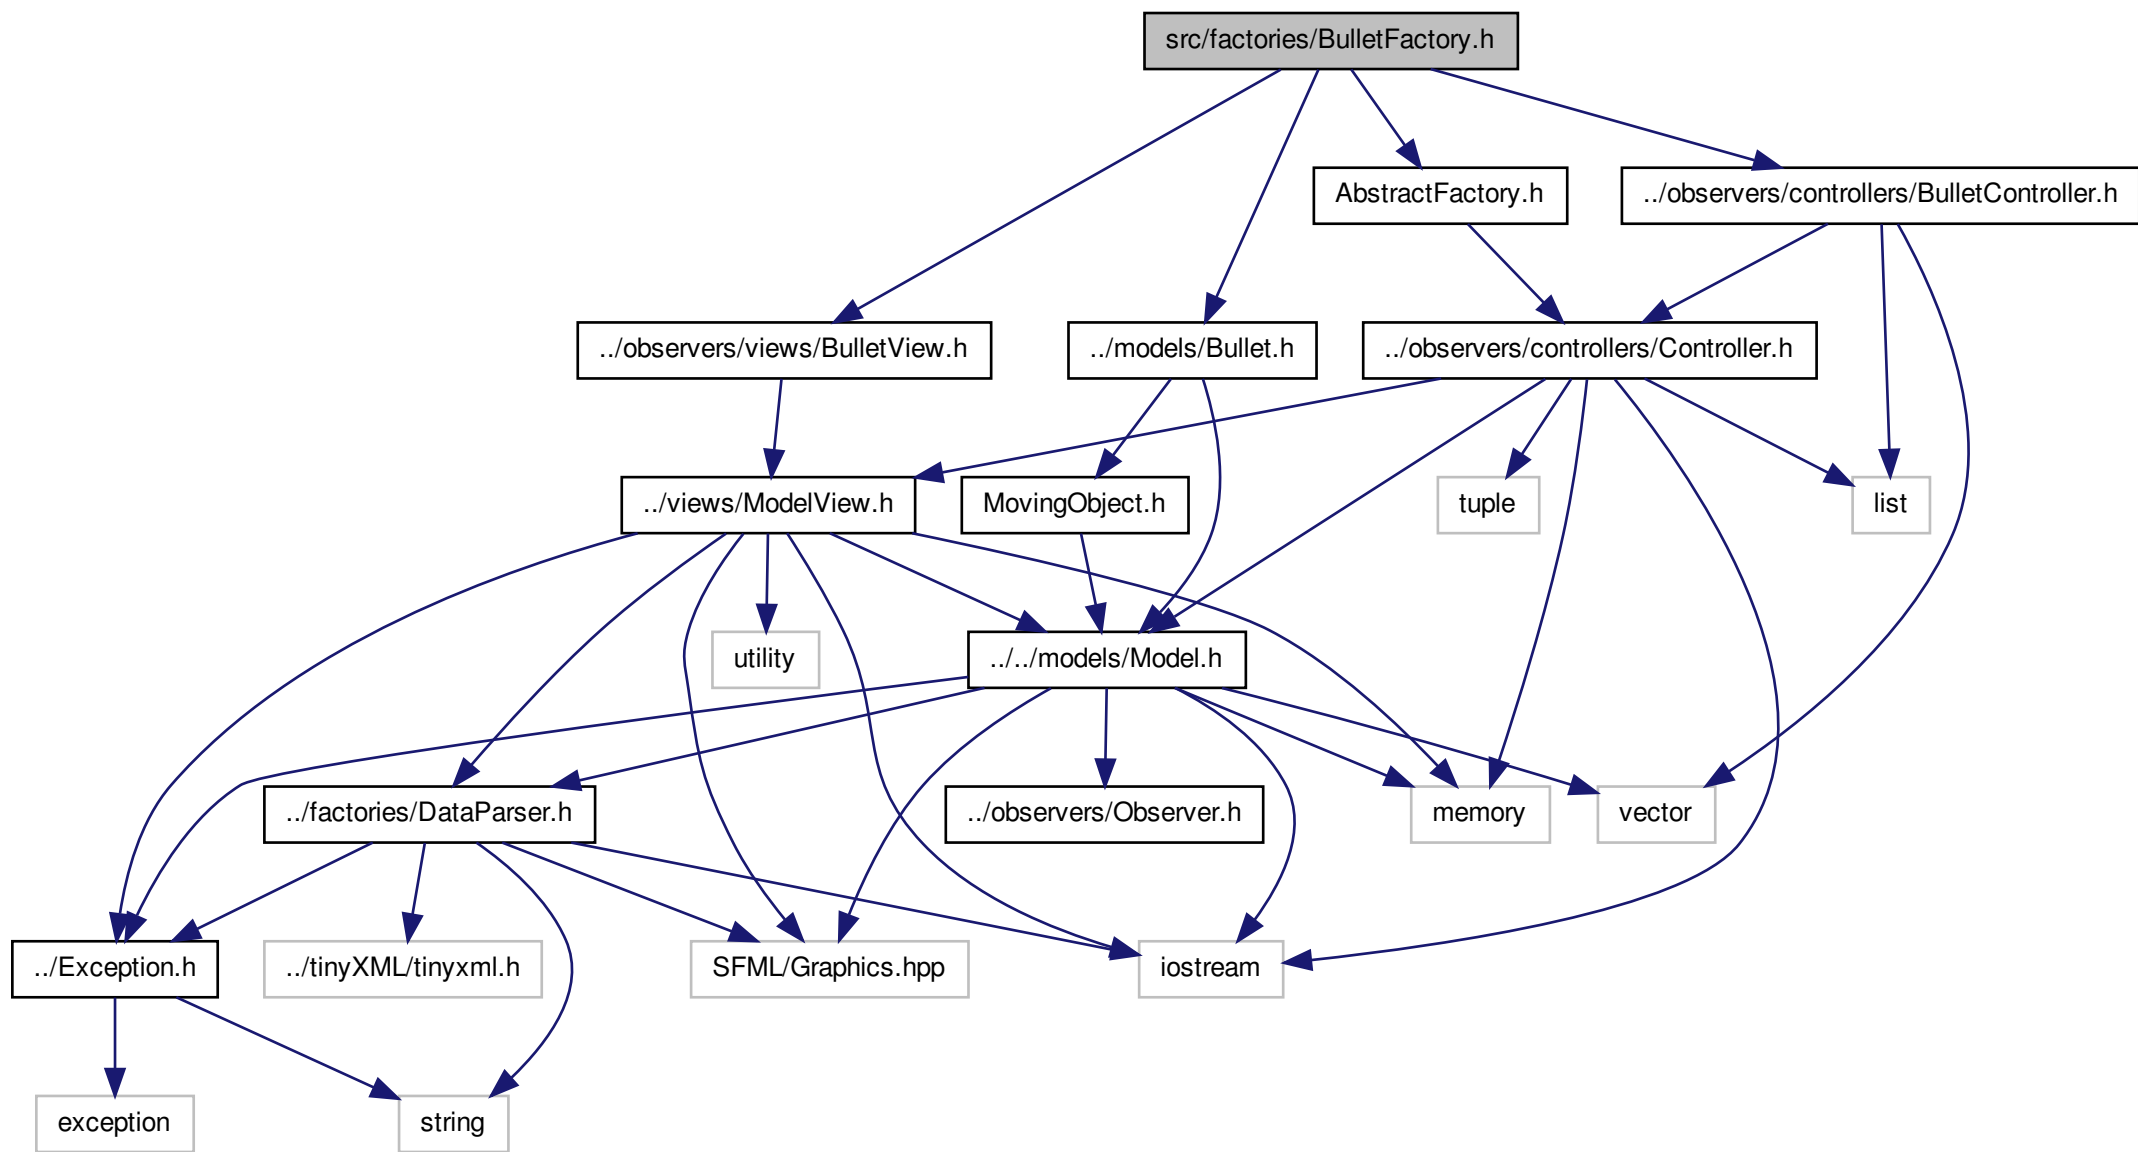 src/factories/BulletFactory.h
AbstractFactory.h
../observers/controllers/BulletController.h
../observers/views/BulletView.h
../models/Bullet.h
../observers/controllers/Controller.h
../views/ModelView.h
MovingObject.h
tuple
list
utility
../../models/Model.h
../factories/DataParser.h
../observers/Observer.h
memory
vector
../Exception.h
../tinyXML/tinyxml.h
SFML/Graphics.hpp
iostream
exception
string